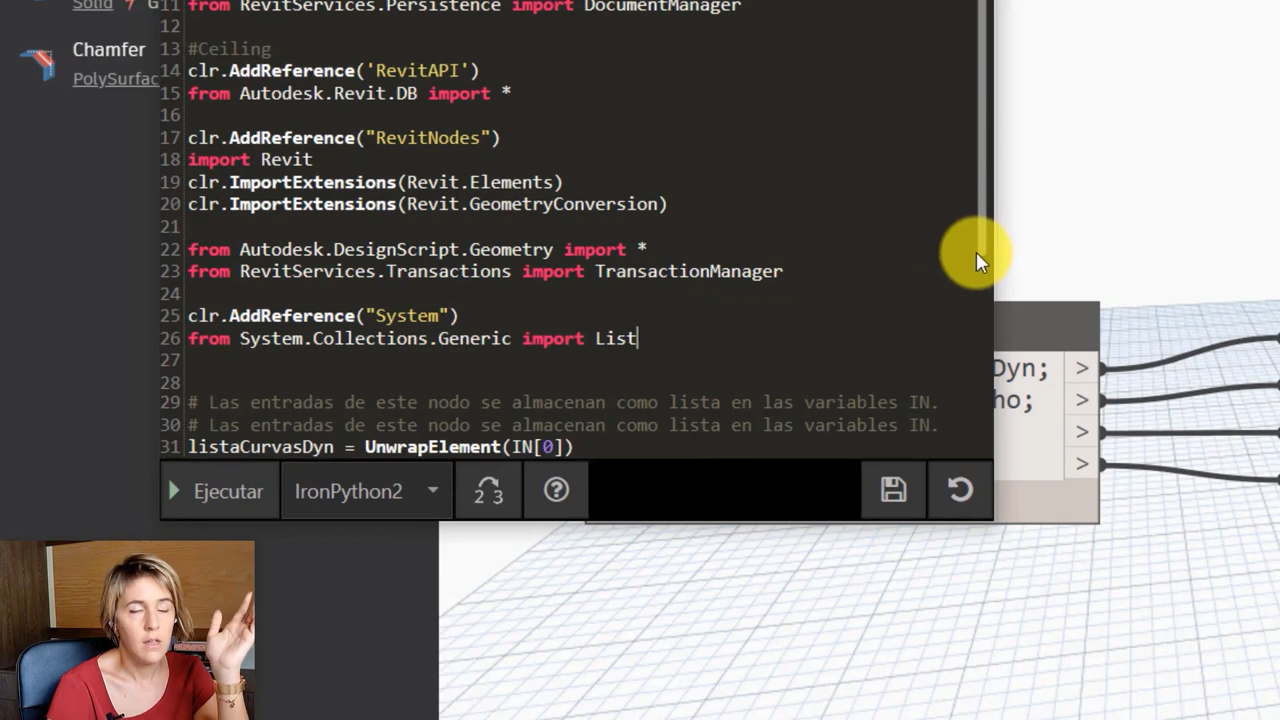 Solid G
Chamfer
PolySurfac
11 from RevitServices.Persistence import DocumentManager
12
13 #Ceiling
14 clr.AddReference('RevitAPI')
15 from Autodesk.Revit.DB import *
16
17 clr.AddReference("RevitNodes")
18 import Revit
19 clr.ImportExtensions(Revit.Elements)
20 clr.ImportExtensions(Revit.GeometryConversion)
21
22 from Autodesk.DesignScript.Geometry import *
23 from RevitServices.Transactions import TransactionManager
24
25 clr.AddReference("System")
26 from System.Collections.Generic import List
27
28
29 # Las entradas de este nodo se almacenan como lista en las variables IN.
30 # Las entradas de este nodo se almacenan como lista en las variables IN.
31 listaCurvasDyn = UnwrapElement(IN[0])
Dyn; >
ho; >
>
>
Ejecutar IronPython2 2 3 ?